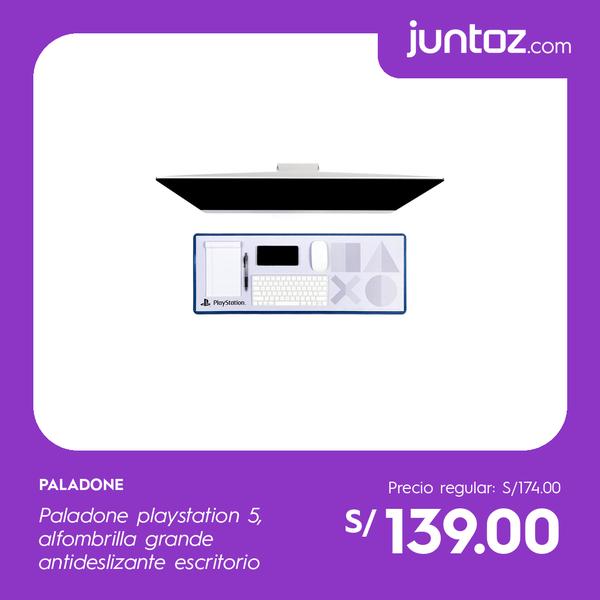 juntoz.com
PlayStation.
PALADONE
Paladone playstation 5,
alfombrilla grande
antideslizante escritorio
Precio regular: S/174.00
S/ 139.00